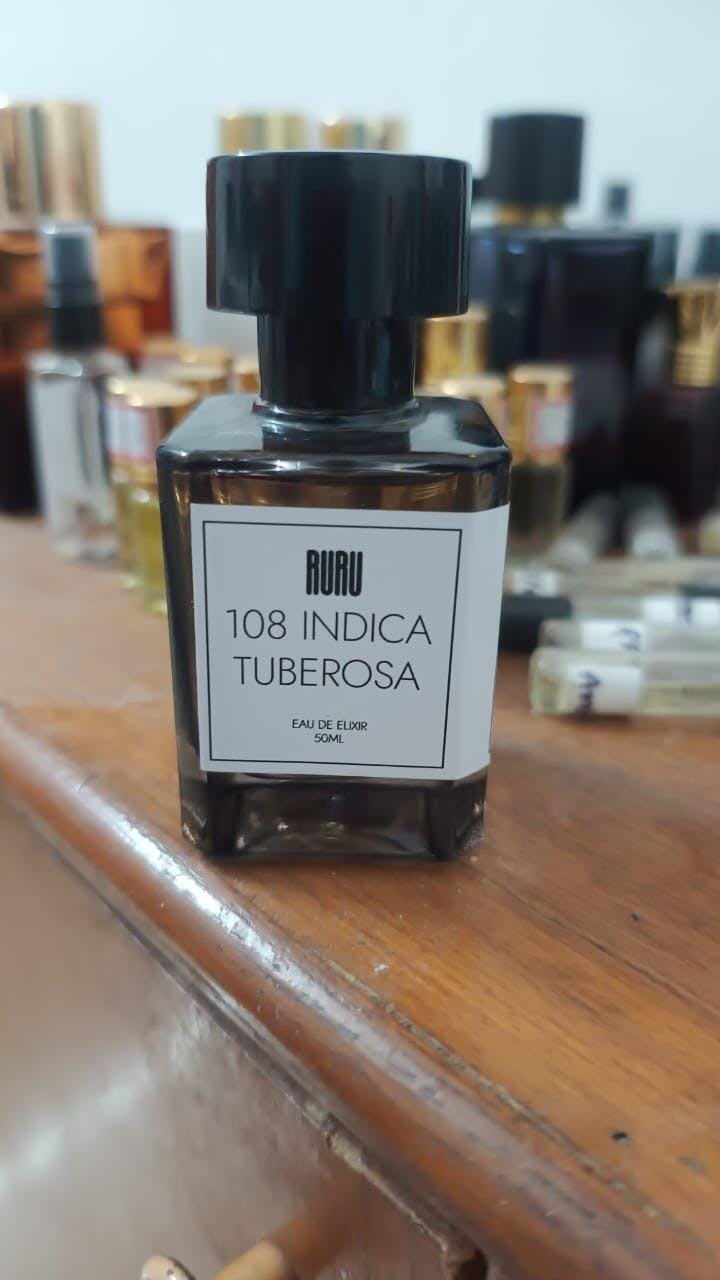 RURU
108 INDICA
TUBEROSA
EAU DE ELIXIR
50ML